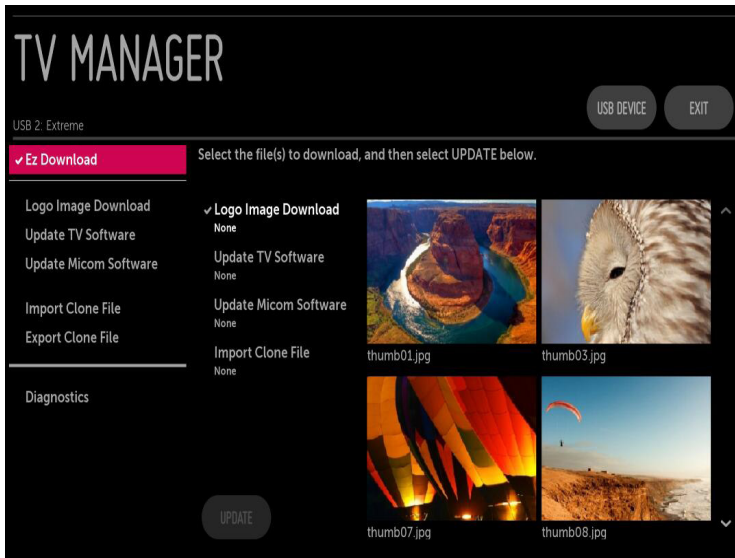 TV MANAGER
USB 2: Extreme
USB DEVICE
EXIT
Ez Download
Logo Image Download
Update TV Software
Update Micom Software
Import Clone File
Export Clone File
Diagnostics
Select the file(s) to download, and then select UPDATE below.
Logo Image Download
None
Update TV Software
None
Update Micom Software
None
Import Clone File
None
UPDATE
thumb01.jpg
thumb03.jpg
thumb07.jpg
thumb08.jpg